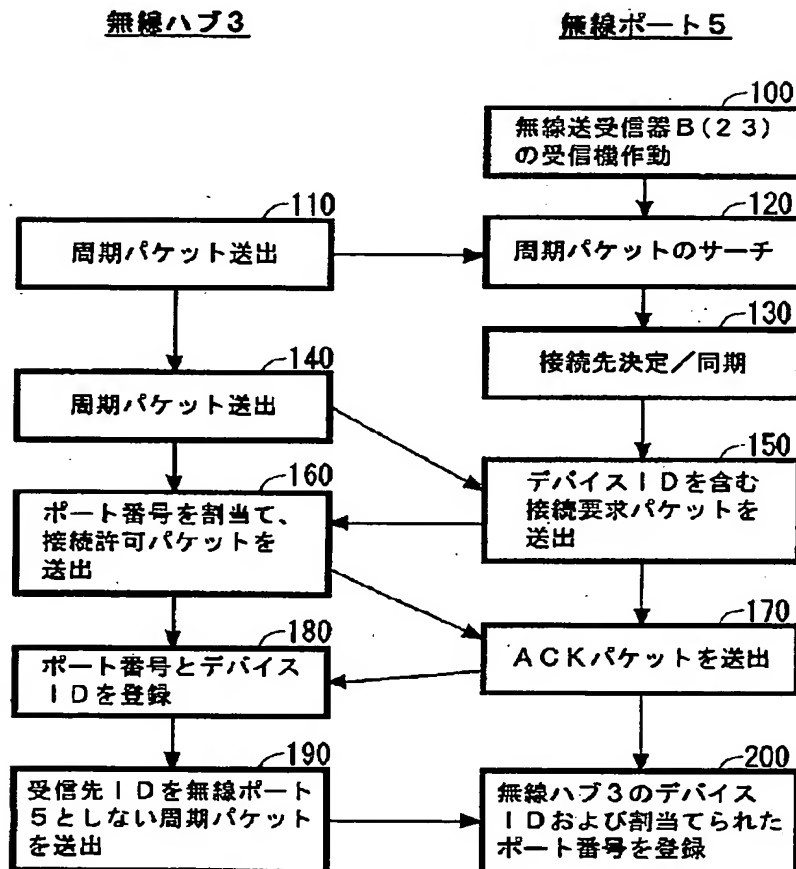 無線ハブ3
無線ポート5
100
無線送受信器B(23)
の受信機作動
110
周期パケット送出
120
周期パケットのサーチ
130
接続先決定/同期
140
周期パケット送出
150
デバイスIDを含む
接続要求パケットを
送出
160
ポート番号を割当て、
接続許可パケットを
送出
170
ACKパケットを送出
180
ポート番号とデバイス
IDを登録
190
受信先IDを無線ポート
5としない周期パケット
を送出
200
無線ハブ3のデバイス
IDおよび割当てられた
ポート番号を登録